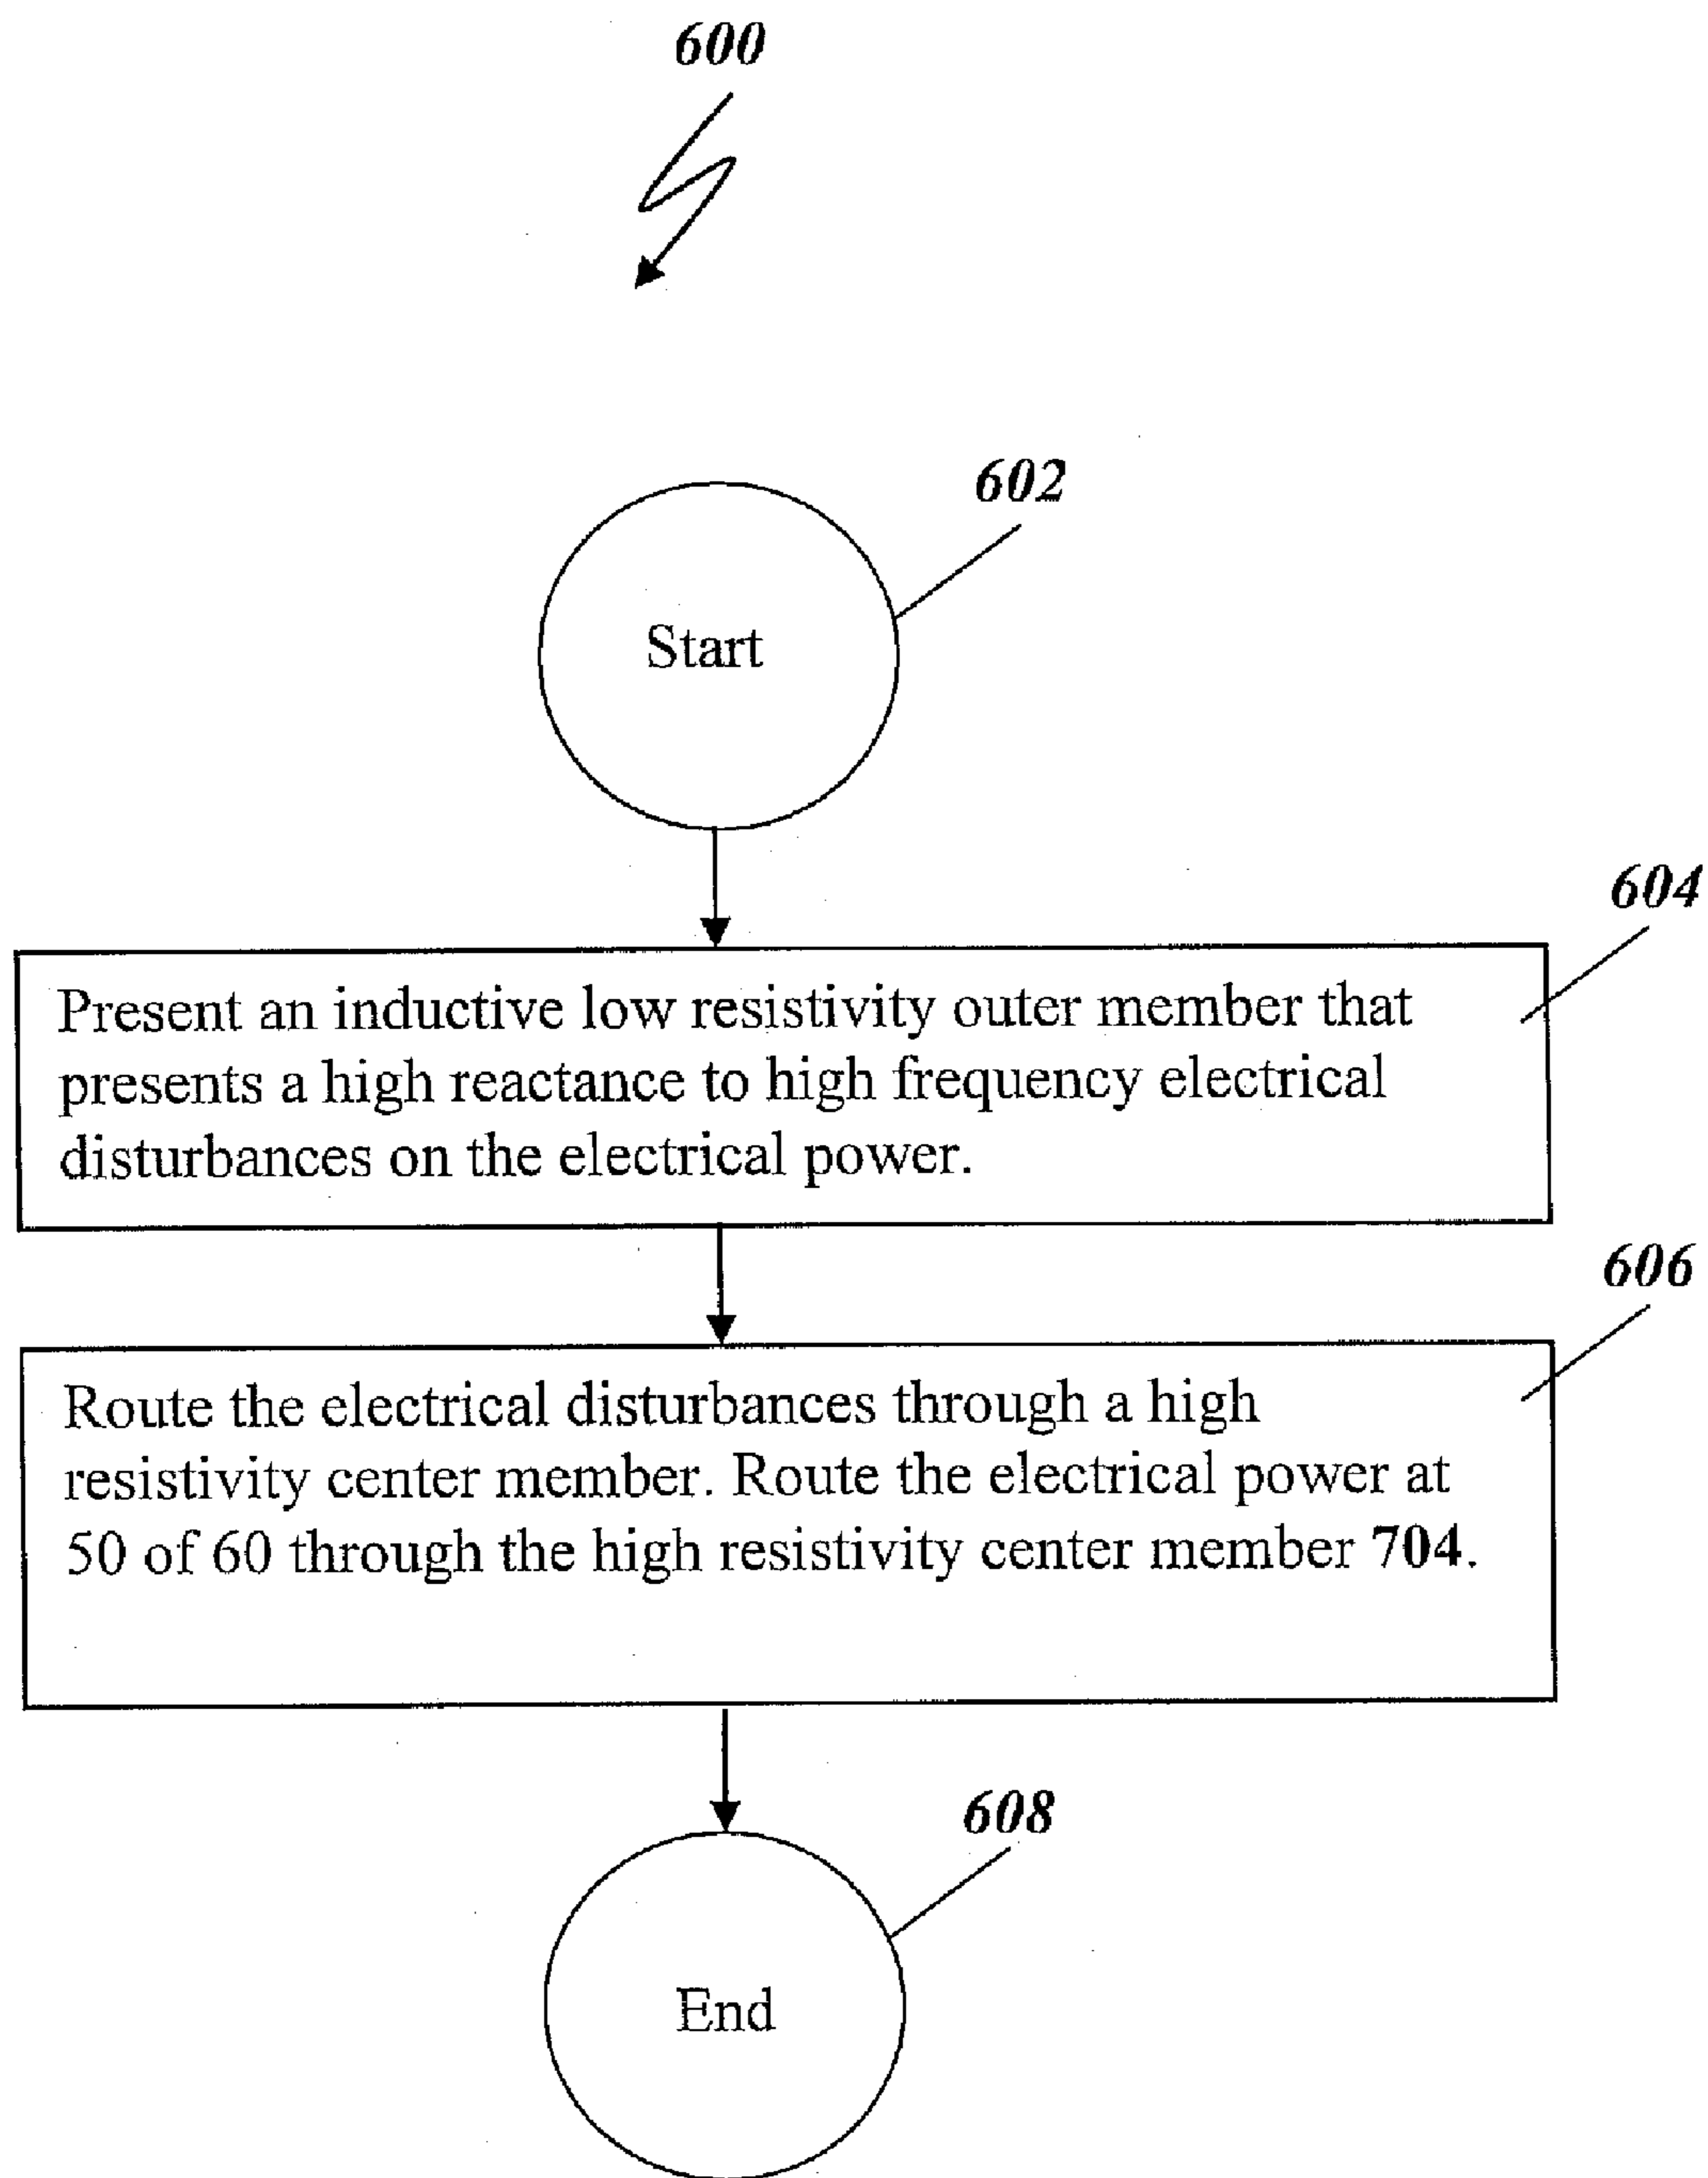 600
602
Start
604
Present an inductive low resistivity outer member that
presents a high reactance to high frequency electrical
disturbances on the electrical power.
606
Route the electrical disturbances through a high
resistivity center member. Route the electrical power at
50 of 60 through the high resistivity center member 704.
608
End